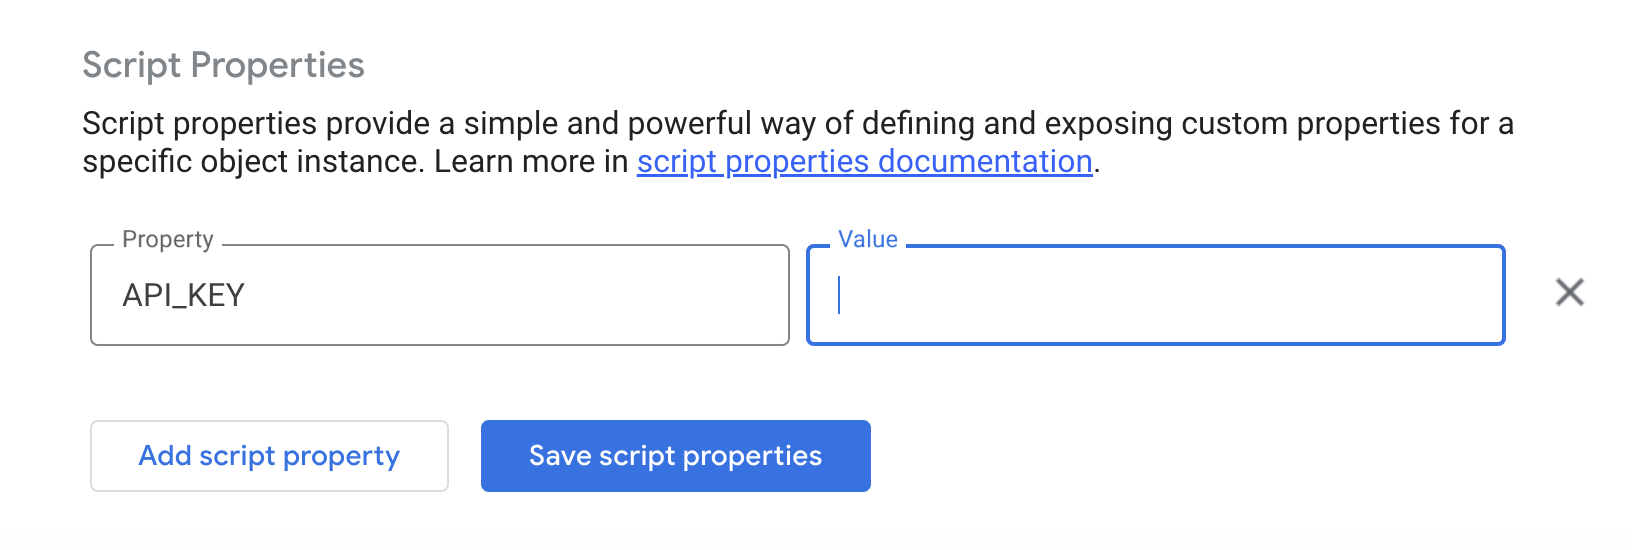 Script Properties
Script properties provide a simple and powerful way of defining and exposing custom properties for a
specific object instance. Learn more in script properties documentation.
Property
Value
API_KEY
Add script property
Save script properties